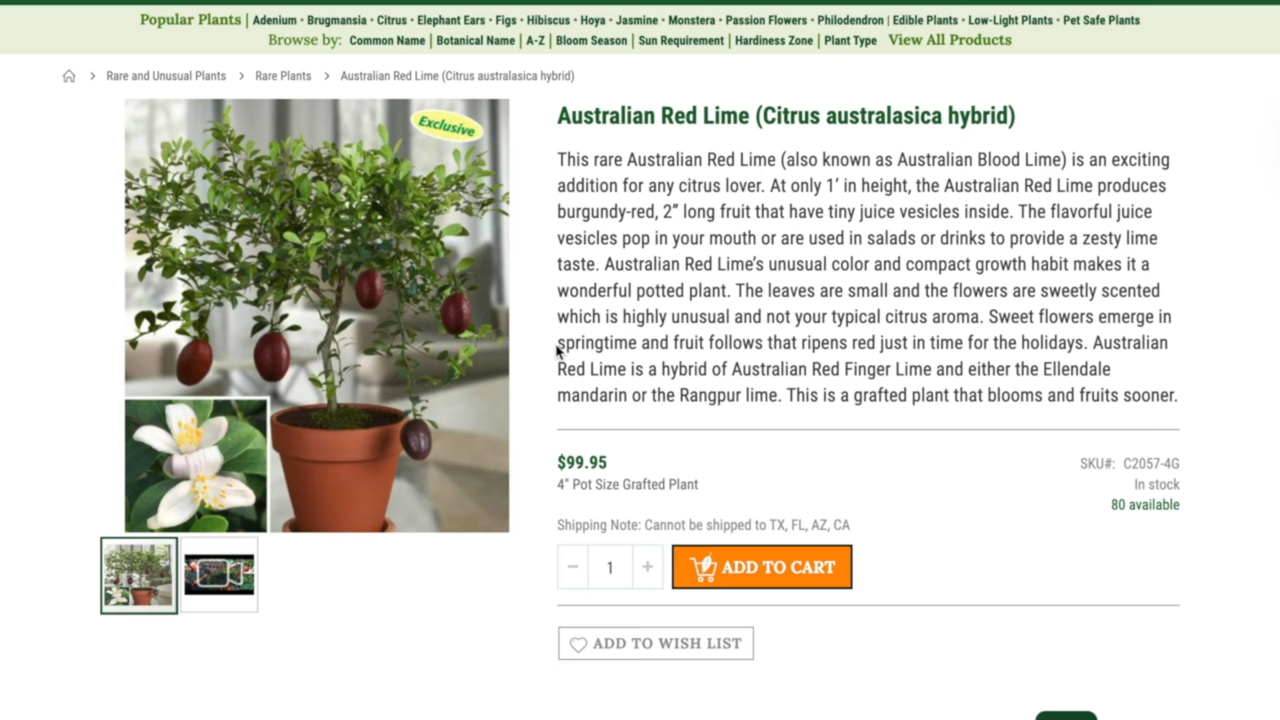 Popular Plants | Adenium • Brugmansia • Citrus • Elephant Ears • Figs • Hibiscus • Hoya • Jasmine • Monstera • Passion Flowers • Philodendron | Edible Plants • Low-Light Plants • Pet Safe Plants
Browse by: Common Name | Botanical Name | A-Z | Bloom Season | Sun Requirement | Hardiness Zone | Plant Type View All Products
Rare and Unusual Plants > Rare Plants > Australian Red Lime (Citrus australasica hybrid)
Exclusive
Australian Red Lime (Citrus australasica hybrid)
This rare Australian Red Lime (also known as Australian Blood Lime) is an exciting
addition for any citrus lover. At only 1’ in height, the Australian Red Lime produces
burgundy-red, 2” long fruit that have tiny juice vesicles inside. The flavorful juice
vesicles pop in your mouth or are used in salads or drinks to provide a zesty lime
taste. Australian Red Lime’s unusual color and compact growth habit makes it a
wonderful potted plant. The leaves are small and the flowers are sweetly scented
which is highly unusual and not your typical citrus aroma. Sweet flowers emerge in
springtime and fruit follows that ripens red just in time for the holidays. Australian
Red Lime is a hybrid of Australian Red Finger Lime and either the Ellendale
mandarin or the Rangpur lime. This is a grafted plant that blooms and fruits sooner.
$99.95
4" Pot Size Grafted Plant
SKU#: C2057-4G
In stock
80 available
Shipping Note: Cannot be shipped to TX, FL, AZ, CA
− 1 +
ADD TO CART
ADD TO WISH LIST